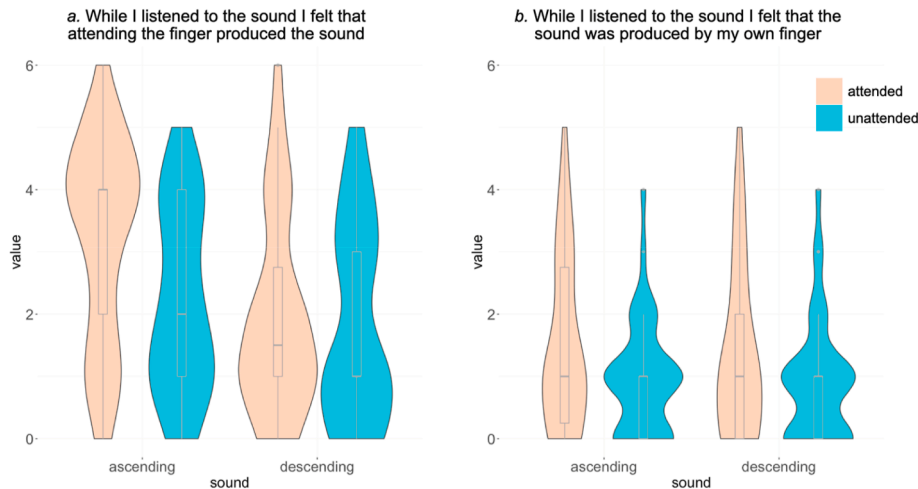 a. While I listened to the sound I felt that
attending the finger produced the sound
6
4
2
0
value
ascending
descending
sound
b. While I listened to the sound I felt that the
sound was produced by my own finger
6
4
2
0
value
ascending
descending
sound
attended
unattended